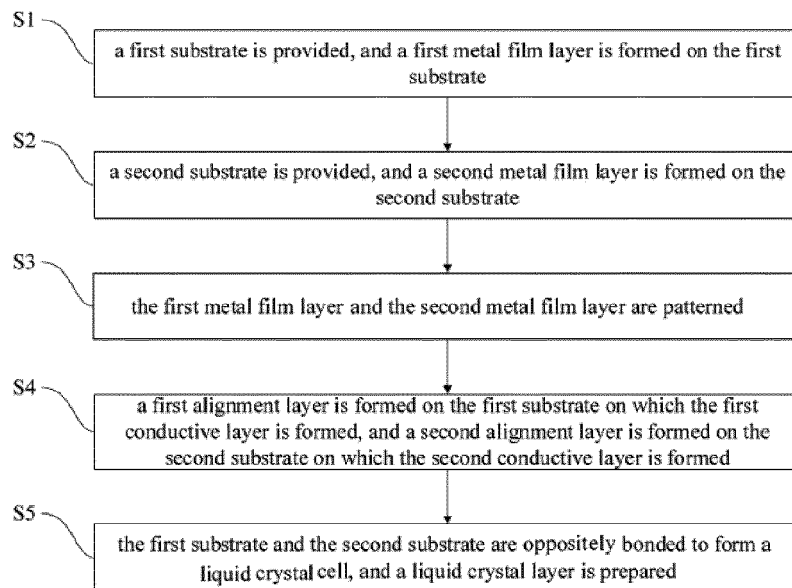 S1
a first substrate is provided, and a first metal film layer is formed on the first
substrate
S2
a second substrate is provided, and a second metal film layer is formed on the
second substrate
S3
the first metal film layer and the second metal film layer are patterned
S4
a first alignment layer is formed on the first substrate on which the first
conductive layer is formed, and a second alignment layer is formed on the
second substrate on which the second conductive layer is formed
S5
the first substrate and the second substrate are oppositely bonded to form a
liquid crystal cell, and a liquid crystal layer is prepared